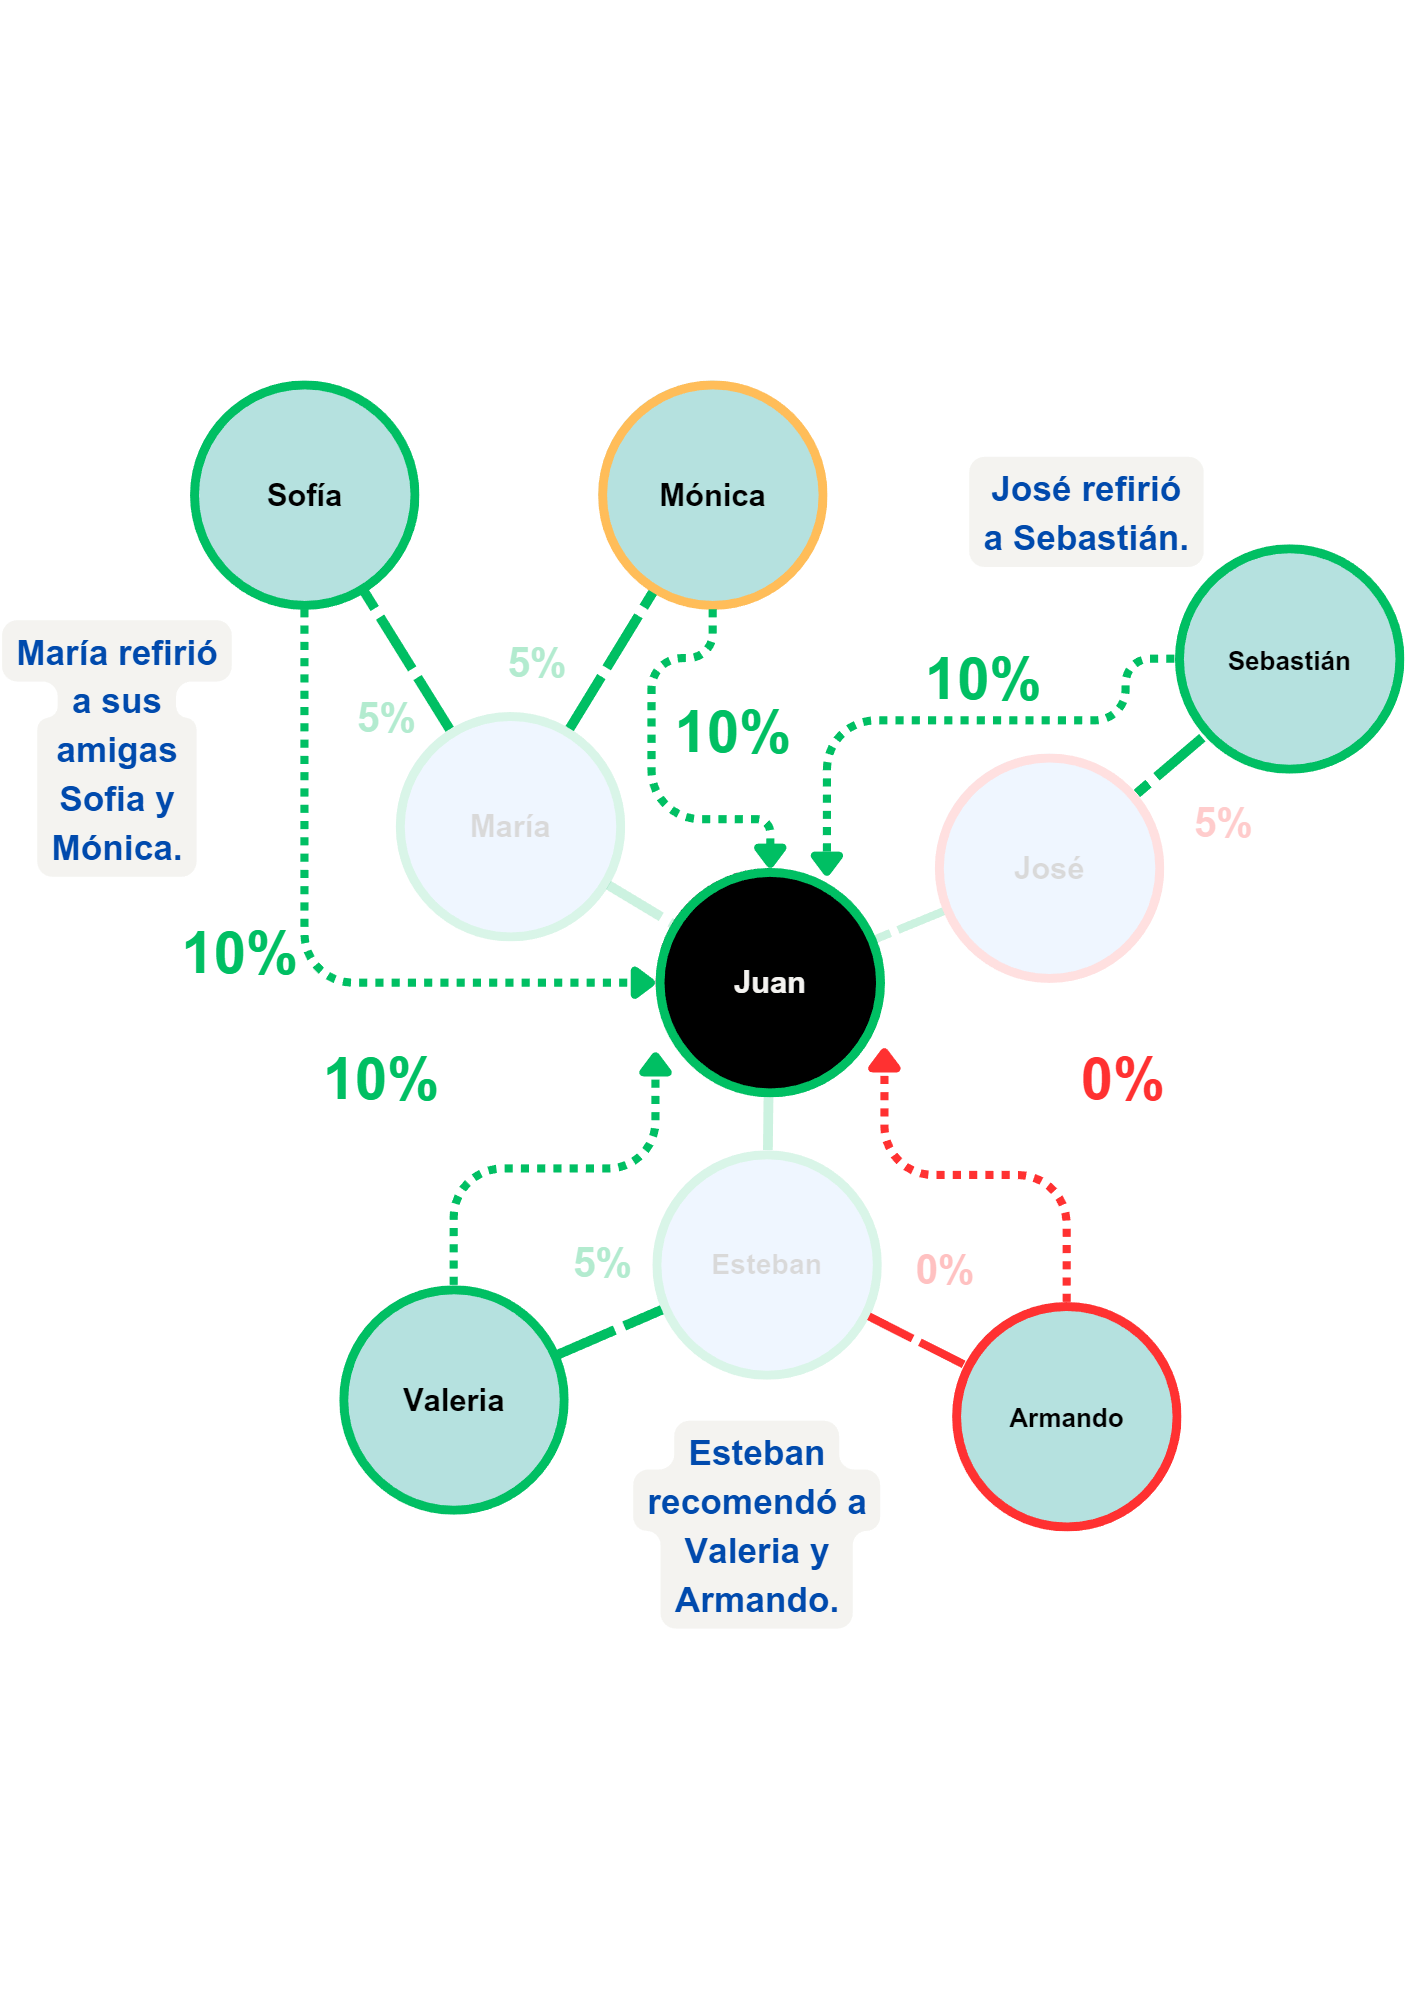 Sofía
Mónica
José refirió
a Sebastián.
Sebastián
María refirió
a sus
amigas
Sofia y
Mónica.
5%
5%
10%
10%
5%
María
José
10%
Juan
10%
0%
5%
Esteban
0%
Valeria
Armando
Esteban
recomendó a
Valeria y
Armando.